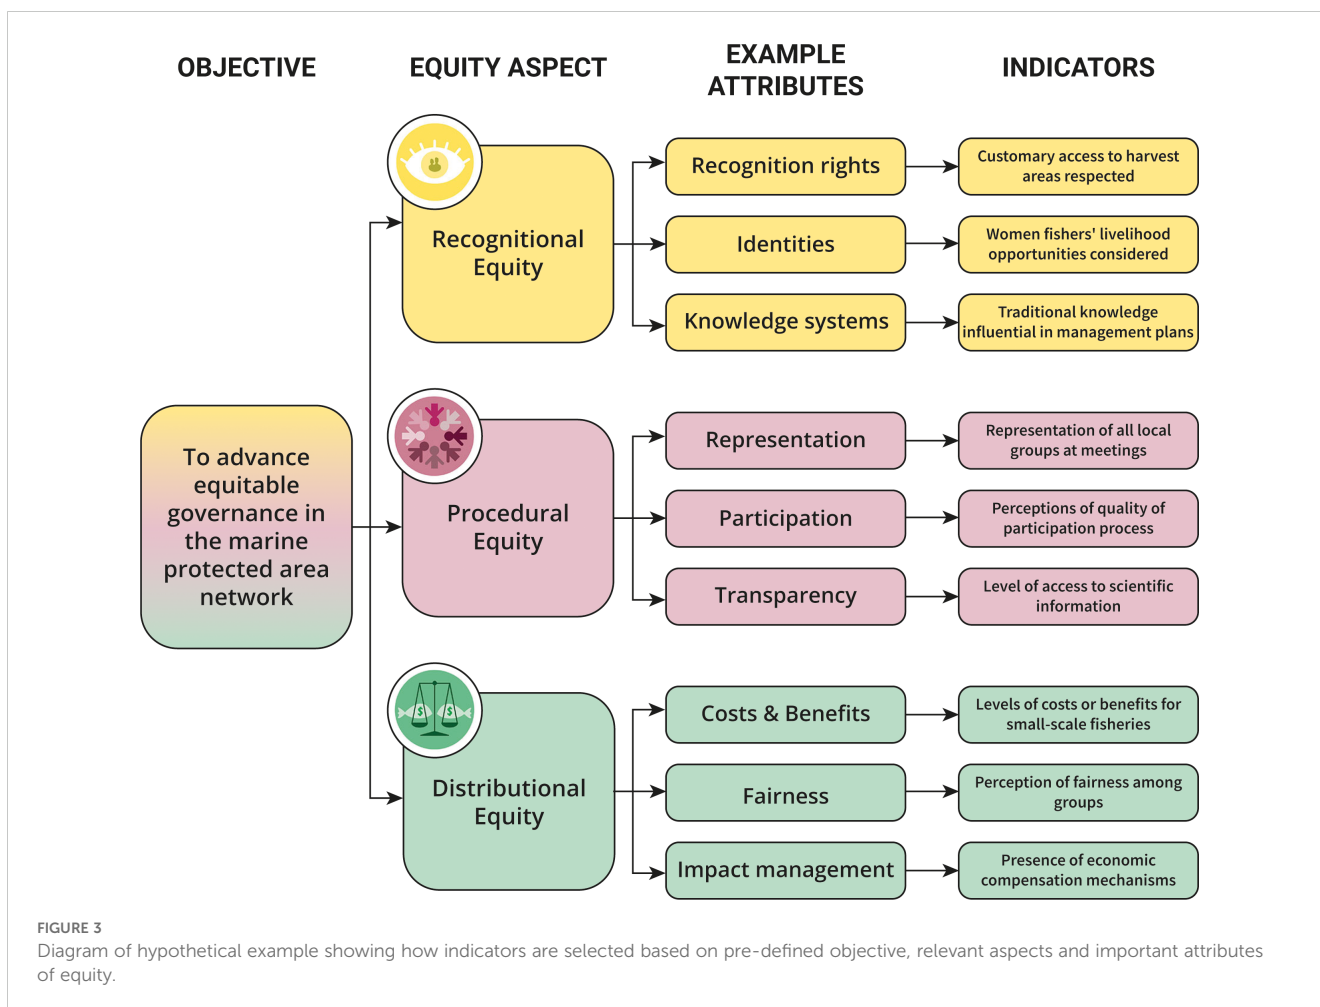 OBJECTIVE
EQUITY ASPECT
EXAMPLE
ATTRIBUTES
INDICATORS
To advance
equitable
governance in
the marine
protected area
network
Recognitional
Equity
Recognition rights
Customary access to harvest
areas respected
Identities
Women fishers' livelihood
opportunities considered
Knowledge systems
Traditional knowledge
influential in management plans
Procedural
Equity
Representation
Representation of all local
groups at meetings
Participation
Perceptions of quality of
participation process
Transparency
Level of access to scientific
information
$ $
Distributional
Equity
Costs & Benefits
Levels of costs or benefits for
small-scale fisheries
Fairness
Perception of fairness among
groups
Impact management
Presence of economic
compensation mechanisms
FIGURE 3
Diagram of hypothetical example showing how indicators are selected based on pre-defined objective, relevant aspects and important attributes
of equity.